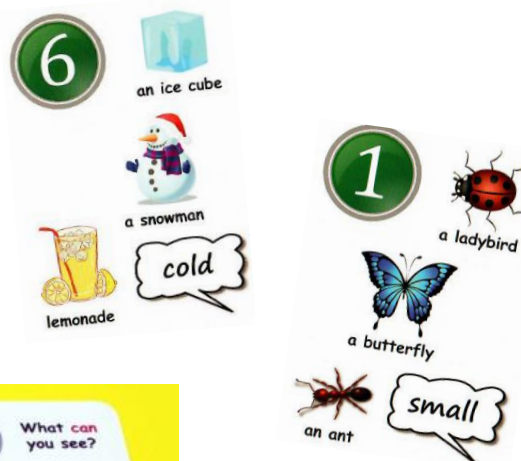 6
an ice cube
a snowman
lemonade
cold
1
a ladybird
a butterfly
an ant
small
What can
you see?